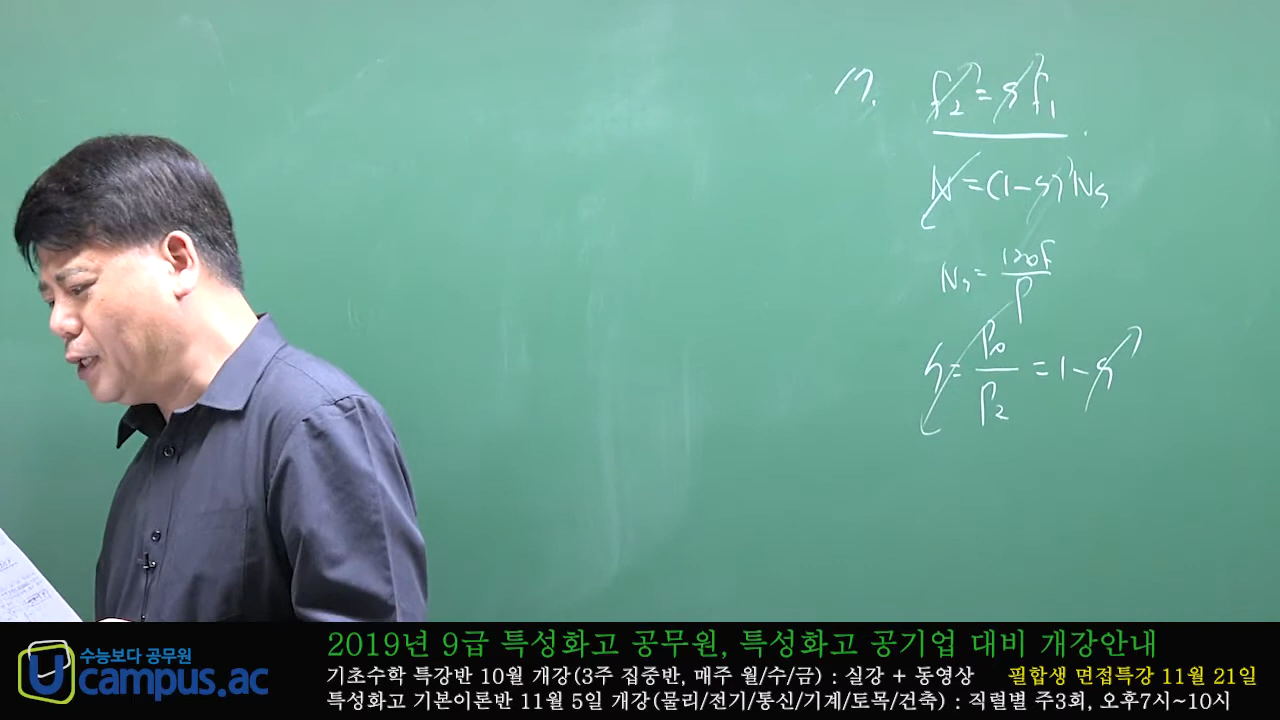 17. f₂ = sf₁
N = (1-s)Ns
Ns = 120f/P
η = P₀/P₂ = 1-s
수능보다 공무원
Ucampus.ac
2019년 9급 특성화고 공무원, 특성화고 공기업 대비 개강안내
기초수학 특강반 10월 개강(3주 집중반, 매주 월/수/금) : 실강 + 동영상 필합생 면접특강 11월 21일
특성화고 기본이론반 11월 5일 개강(물리/전기/통신/기계/토목/건축) : 직렬별 주3회, 오후7시~10시